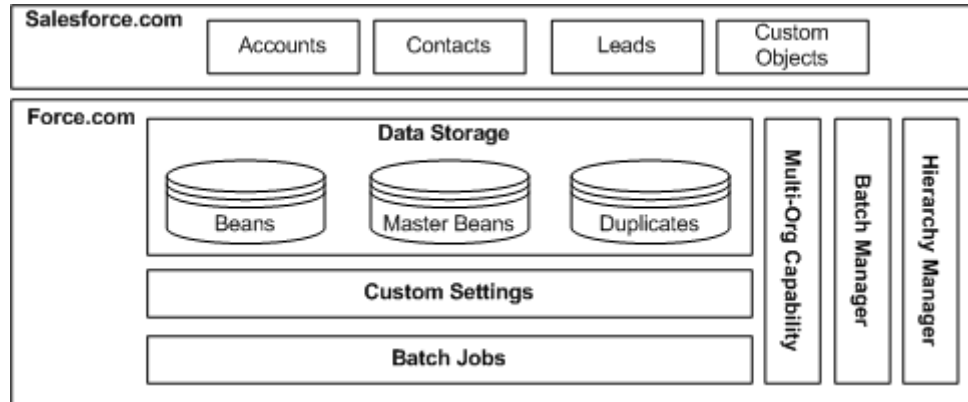 Salesforce.com
Accounts
Contacts
Leads
Custom
Objects
Force.com
Data Storage
Beans
Master Beans
Duplicates
Custom Settings
Batch Jobs
Multi-Org Capability
Batch Manager
Hierarchy Manager